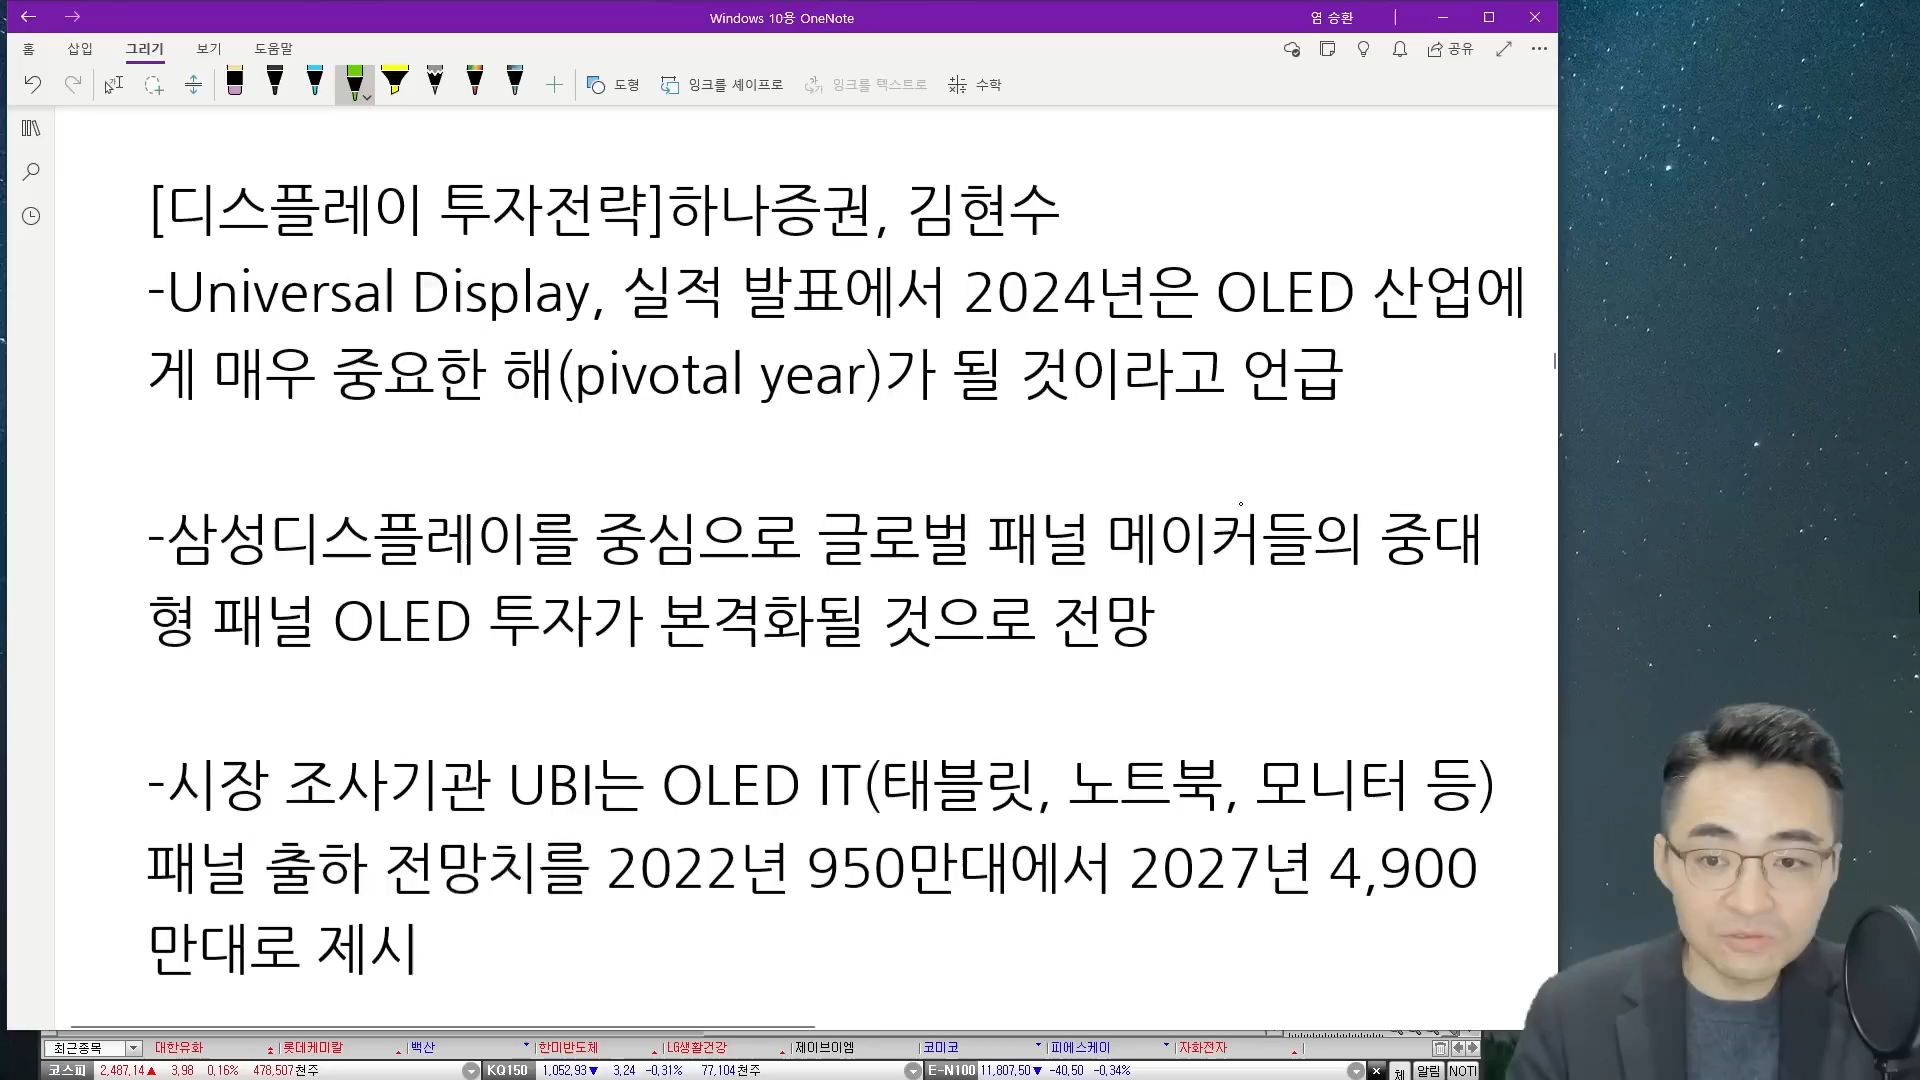 Windows 10용 OneNote
염 승환
홈 삽입 그리기 보기 도움말
공유
도형 잉크를 셰이프로 잉크를 텍스트로 수학
[디스플레이 투자전략]하나증권, 김현수
-Universal Display, 실적 발표에서 2024년은 OLED 산업에
게 매우 중요한 해(pivotal year)가 될 것이라고 언급
-삼성디스플레이를 중심으로 글로벌 패널 메이커들의 중대
형 패널 OLED 투자가 본격화될 것으로 전망
-시장 조사기관 UBI는 OLED IT(태블릿, 노트북, 모니터 등)
패널 출하 전망치를 2022년 950만대에서 2027년 4,900
만대로 제시
최근종목 대한유화 롯데케미칼 백산 한미반도체 LG생활건강 제이브이엠 코미코 피에스케이 자화전자
코스피 2,487,14▲ 3,98 0,16% 478,507천주 KQ150 1,052,93▼ 3,24 -0,31% 77,104천주 E-N100 11,807,50▼ -40,50 -0,34% 체 알림 NOTI